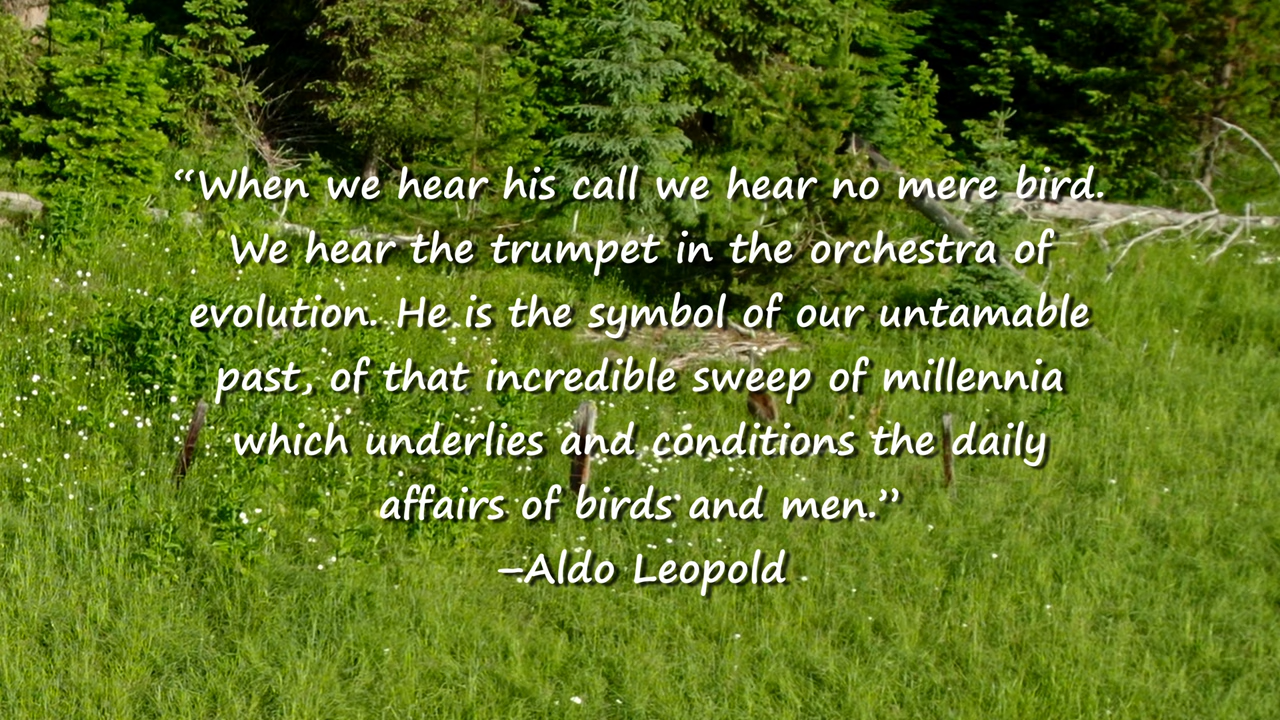 “When we hear his call we hear no mere bird.
We hear the trumpet in the orchestra of
evolution. He is the symbol of our untamable
past, of that incredible sweep of millennia
which underlies and conditions the daily
affairs of birds and men.”
–Aldo Leopold